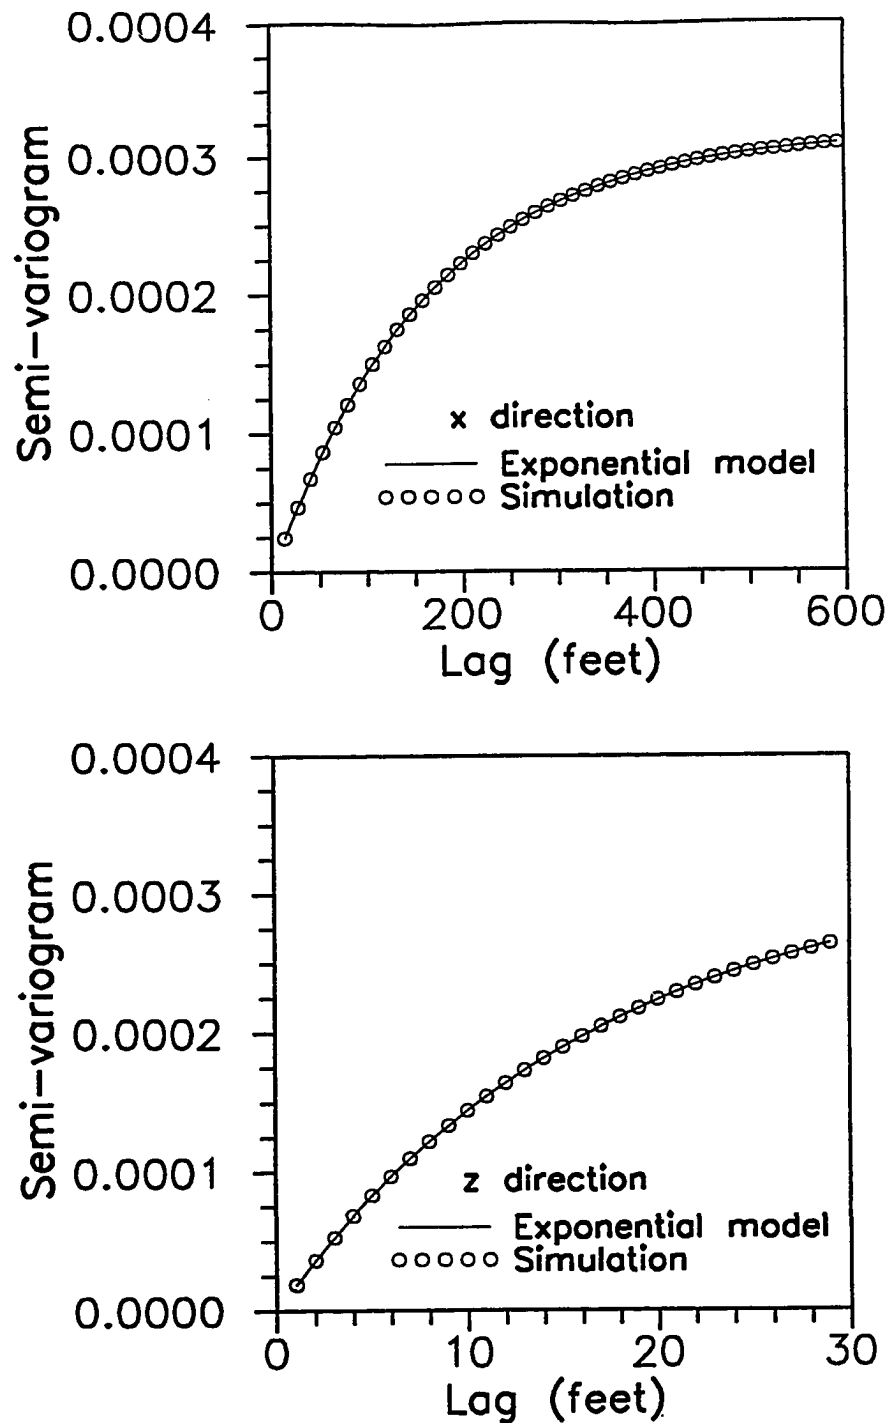 0.0004
0.0003
0.0002
0.0001
0.0000
Semi-variogram
x direction
Exponential model
Simulation
0 200 400 600
Lag (feet)
0.0004
0.0003
0.0002
0.0001
0.0000
Semi-variogram
z direction
Exponential model
Simulation
0 10 20 30
Lag (feet)